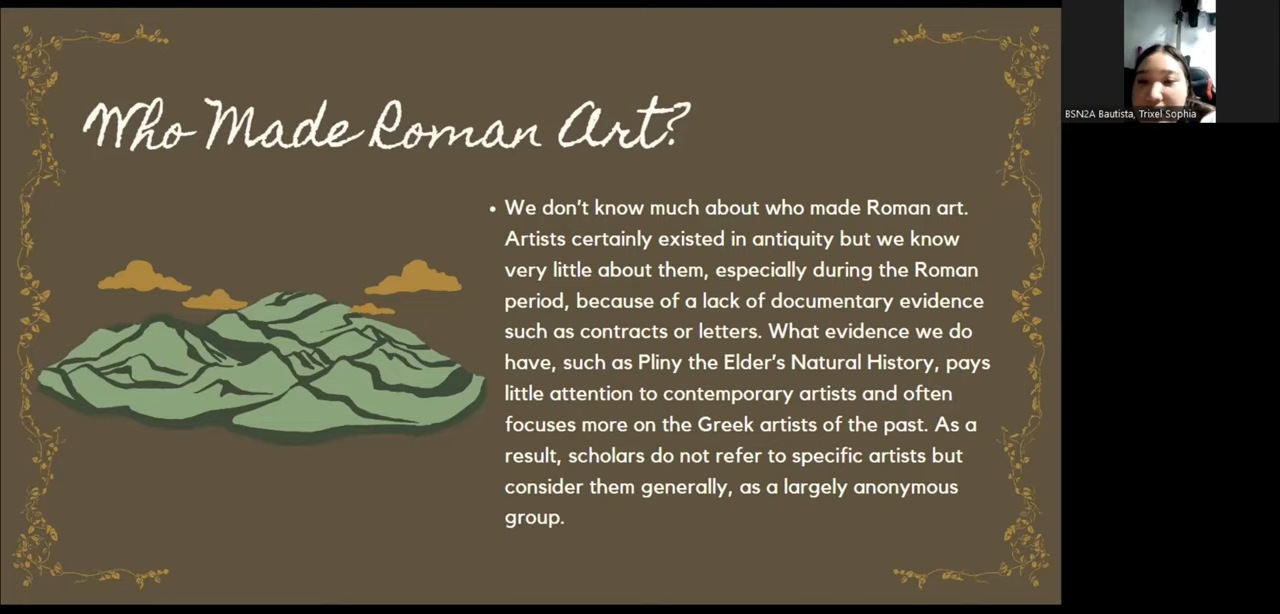 Who Made Roman Art?
• We don't know much about who made Roman art.
Artists certainly existed in antiquity but we know
very little about them, especially during the Roman
period, because of a lack of documentary evidence
such as contracts or letters. What evidence we do
have, such as Pliny the Elder's Natural History, pays
little attention to contemporary artists and often
focuses more on the Greek artists of the past. As a
result, scholars do not refer to specific artists but
consider them generally, as a largely anonymous
group.
BSN2A Bautista, Trixel Sophia